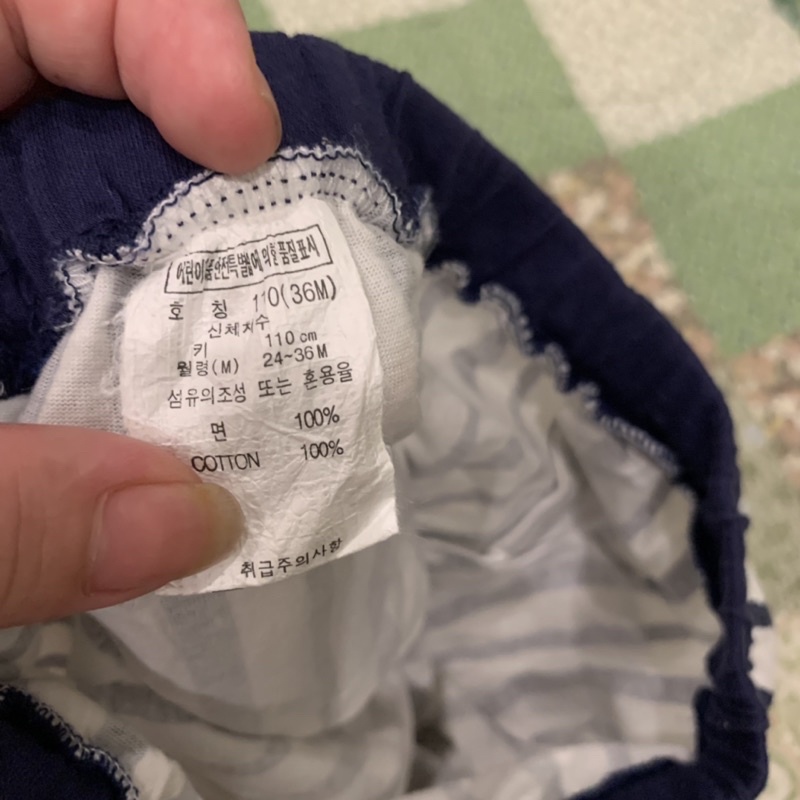 어린이제품안전특별법에 의한 품질표시
호 칭 110(36M)
신체치수
키 110 cm
월령(M) 24~36M
섬유의조성 또는 혼용율
면 100%
COTTON 100%
취급주의사항